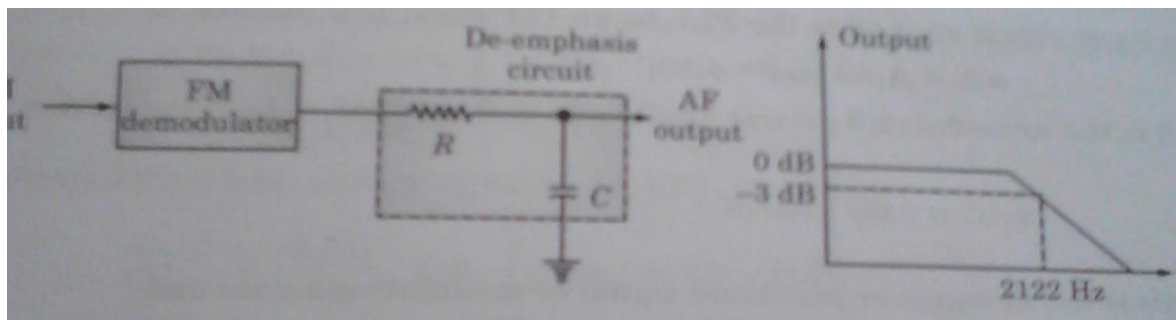 De-emphasis
circuit
FM
demodulator
R
C
AF
output
Output
0 dB
–3 dB
2122 Hz